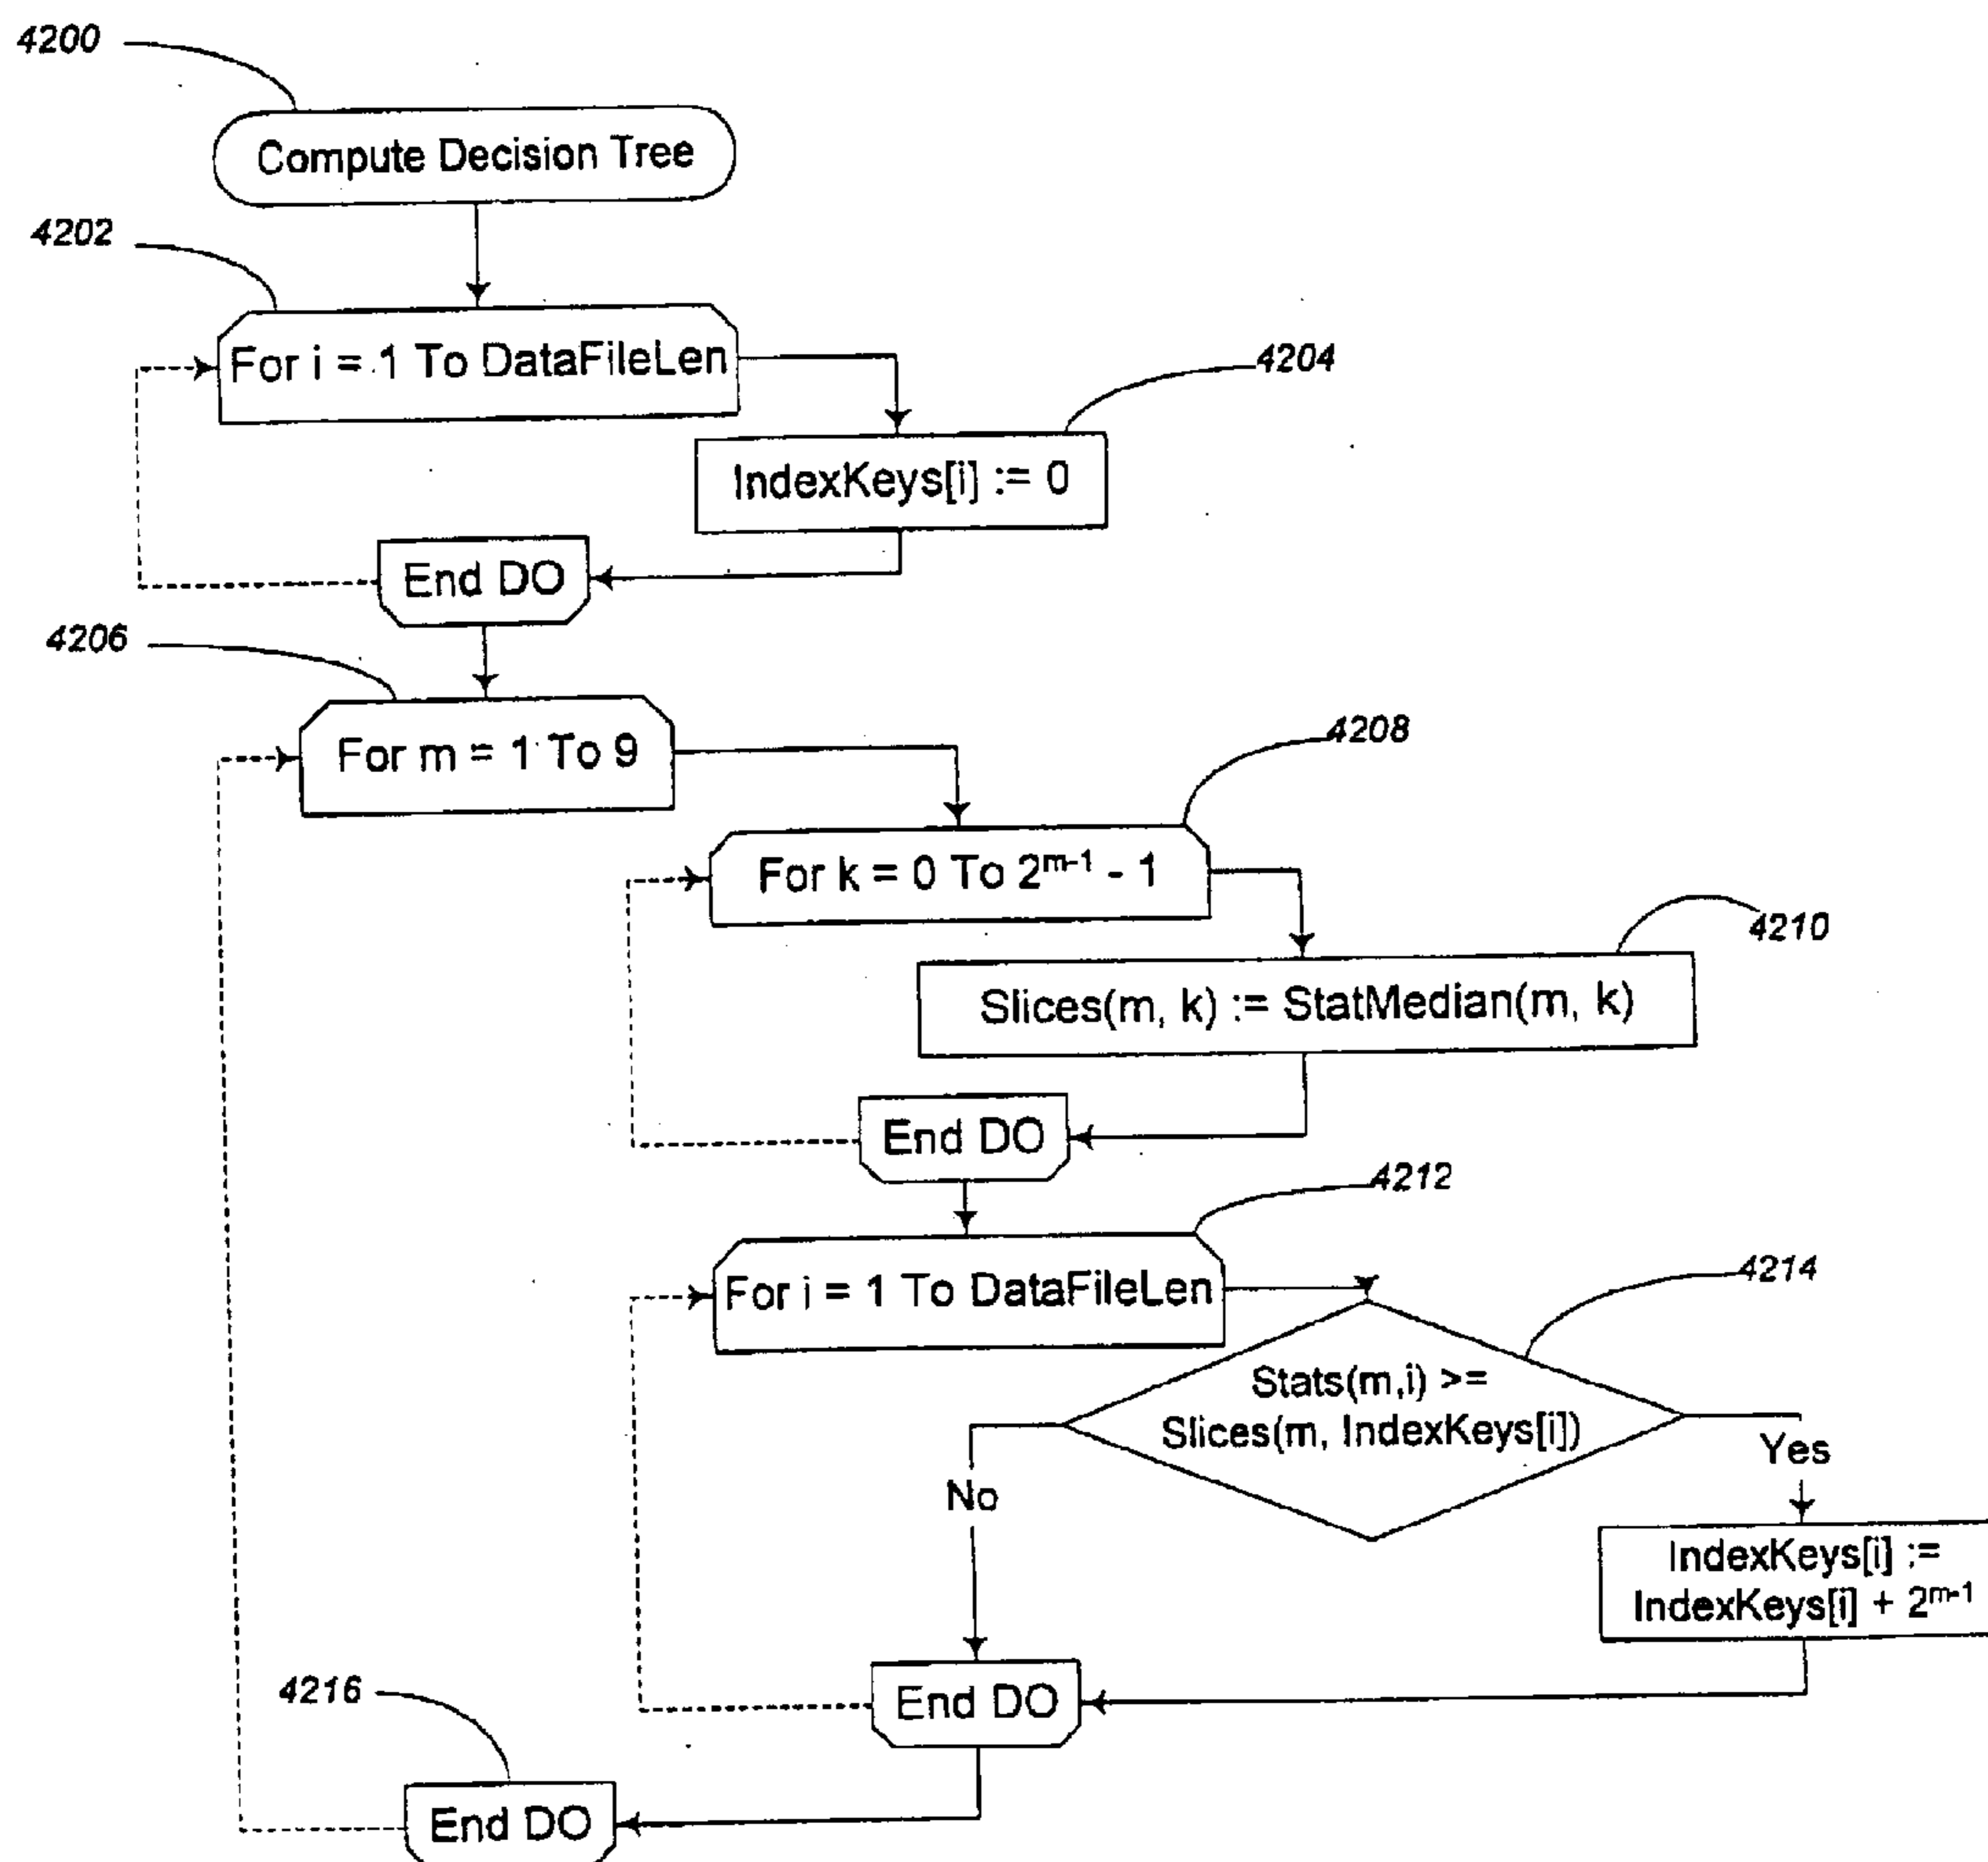 4200
Compute Decision Tree
4202
For i = 1 To DataFileLen
4204
IndexKeys[i] := 0
End DO
4206
For m = 1 To 9
4208
For k = 0 To 2^{m-1} - 1
4210
Slices(m, k) := StatMedian(m, k)
End DO
4212
For i = 1 To DataFileLen
4214
Stats(m,i) >=
Slices(m, IndexKeys[i])
Yes
No
IndexKeys[i] :=
IndexKeys[i] + 2^{m-1}
End DO
4216
End DO